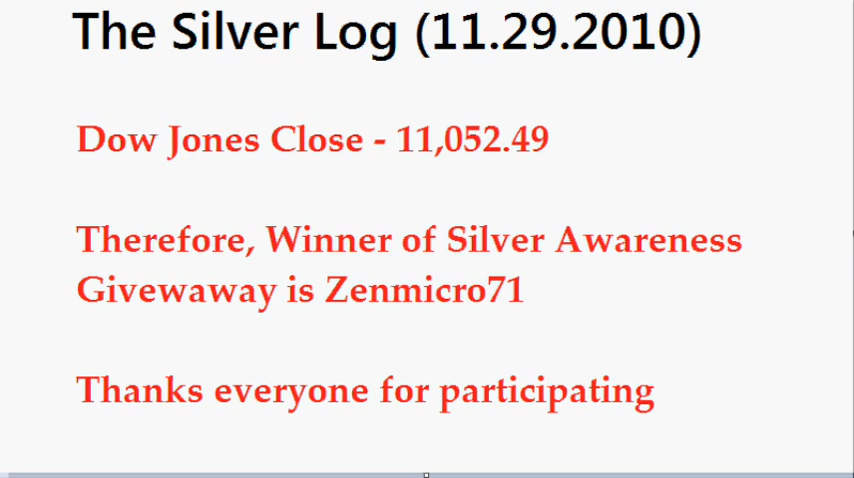 The Silver Log (11.29.2010)
Dow Jones Close - 11,052.49
Therefore, Winner of Silver Awareness
Givewaway is Zenmicro71
Thanks everyone for participating